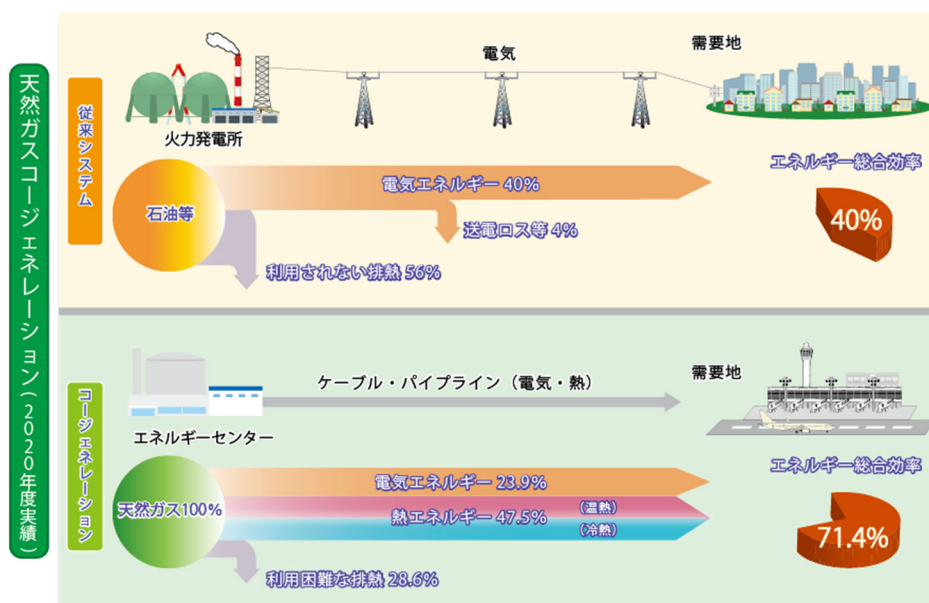 天然ガスコージェネレーション(2020年度実績)
従来システム
火力発電所
電気
需要地
石油等
電気エネルギー 40%
送電ロス等 4%
利用されない排熱 56%
エネルギー総合効率
40%
コージェネレーション
エネルギーセンター
ケーブル・パイプライン（電気・熱）
需要地
天然ガス100%
電気エネルギー 23.9%
熱エネルギー 47.5%
(温熱)
(冷熱)
利用困難な排熱 28.6%
エネルギー総合効率
71.4%